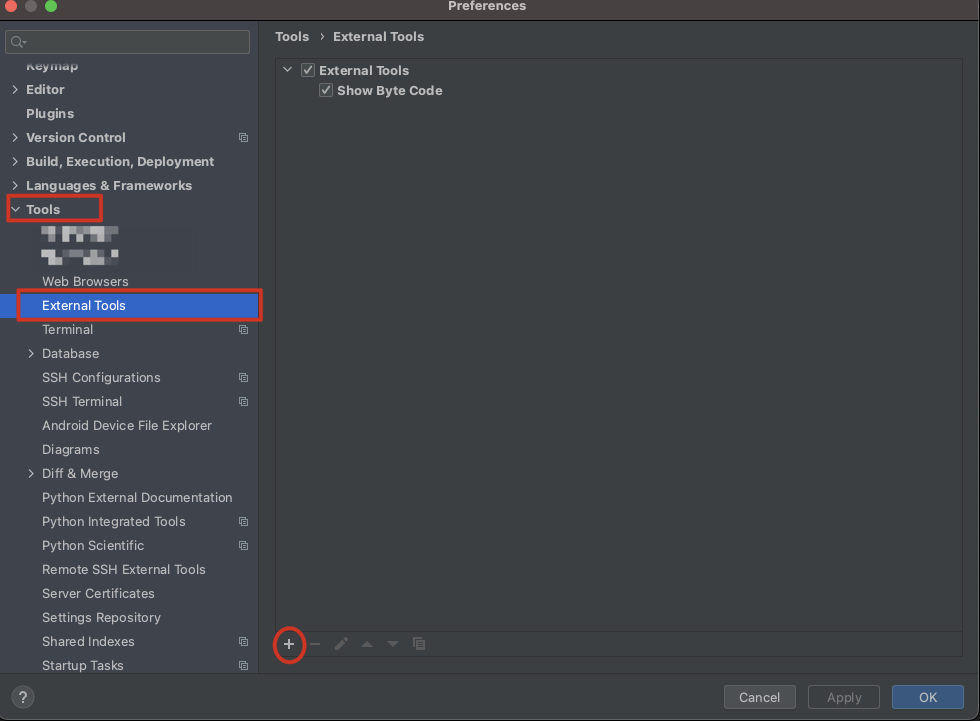 Preferences
Tools › External Tools
Keymap
Editor
Plugins
Version Control
Build, Execution, Deployment
Languages & Frameworks
Tools
Web Browsers
External Tools
Terminal
Database
SSH Configurations
SSH Terminal
Android Device File Explorer
Diagrams
Diff & Merge
Python External Documentation
Python Integrated Tools
Python Scientific
Remote SSH External Tools
Server Certificates
Settings Repository
Shared Indexes
Startup Tasks
External Tools
Show Byte Code
?
Cancel
Apply
OK